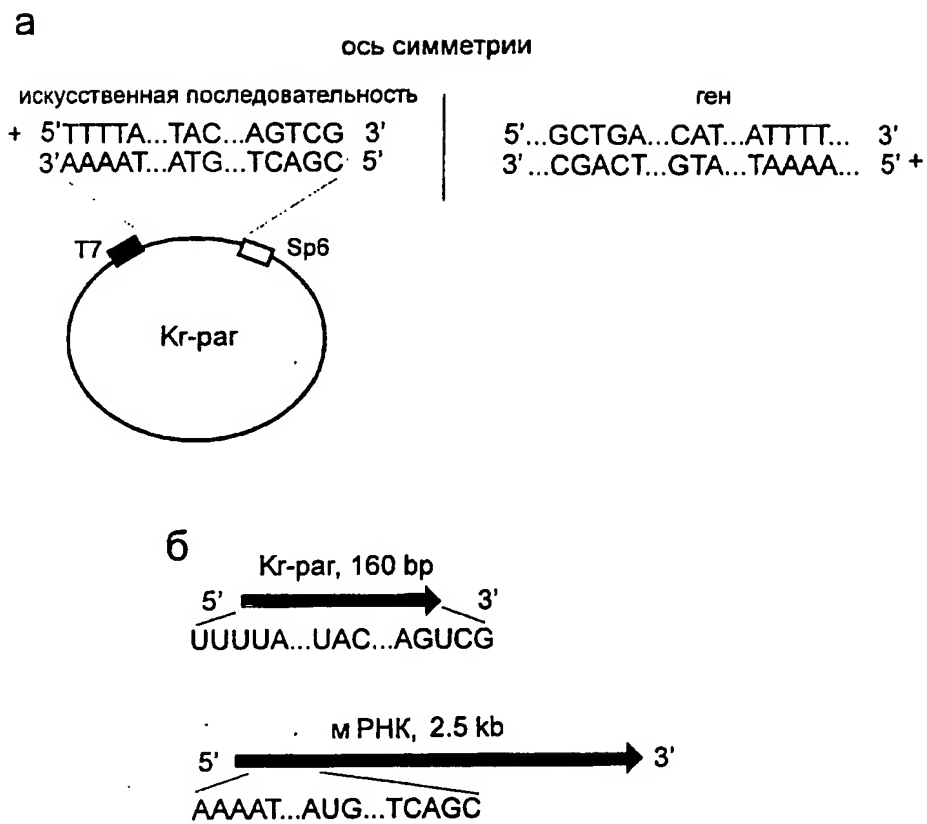 а
ось симметрии
искусственная последовательность
ген
+ 5'TTTTA...TAC...AGTCG 3'
3'AAAAT...ATG...TCAGC 5'
5'...GCTGA...CAT...ATTTT... 3'
3'...CGACT...GTA...TAAAA... 5' +
T7
Sp6
Kr-par
б
Kr-par, 160 bp
5' 3'
UUUUA...UAC...AGUCG
м РНК, 2.5 kb
5' 3'
AAAAT...AUG...TCAGC